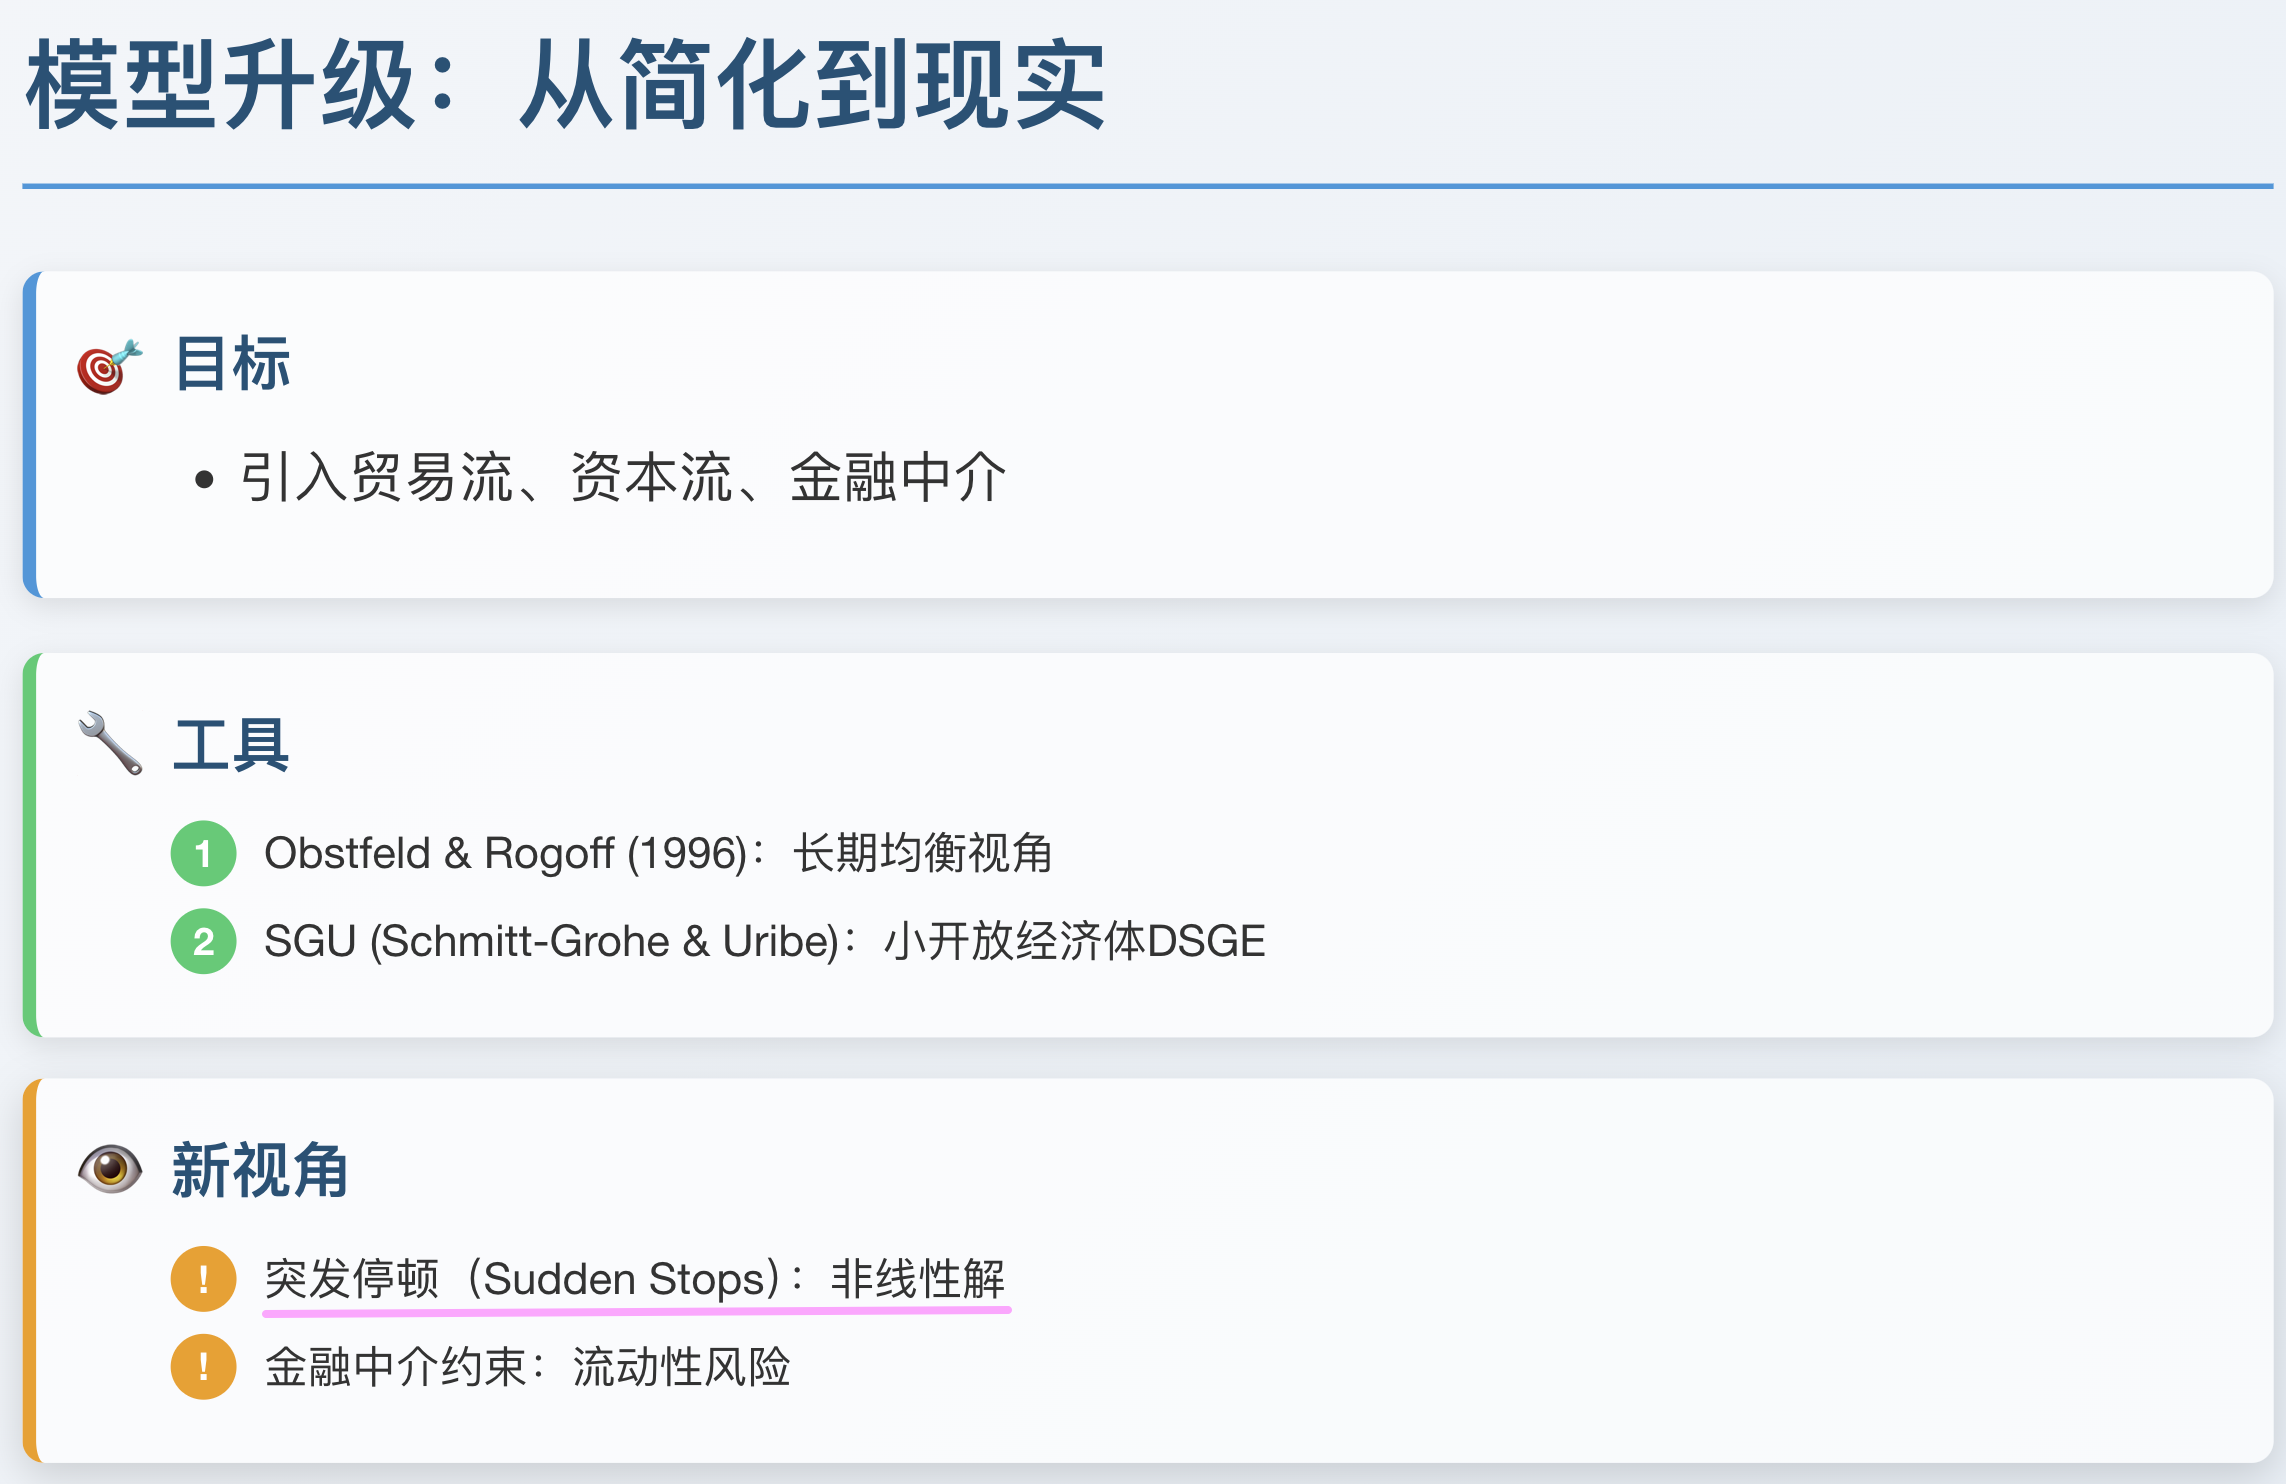 模型升级：从简化到现实
目标
• 引入贸易流、资本流、金融中介
工具
1 Obstfeld & Rogoff (1996)：长期均衡视角
2 SGU (Schmitt-Grohe & Uribe)：小开放经济体DSGE
新视角
! 突发停顿（Sudden Stops）：非线性解
! 金融中介约束：流动性风险